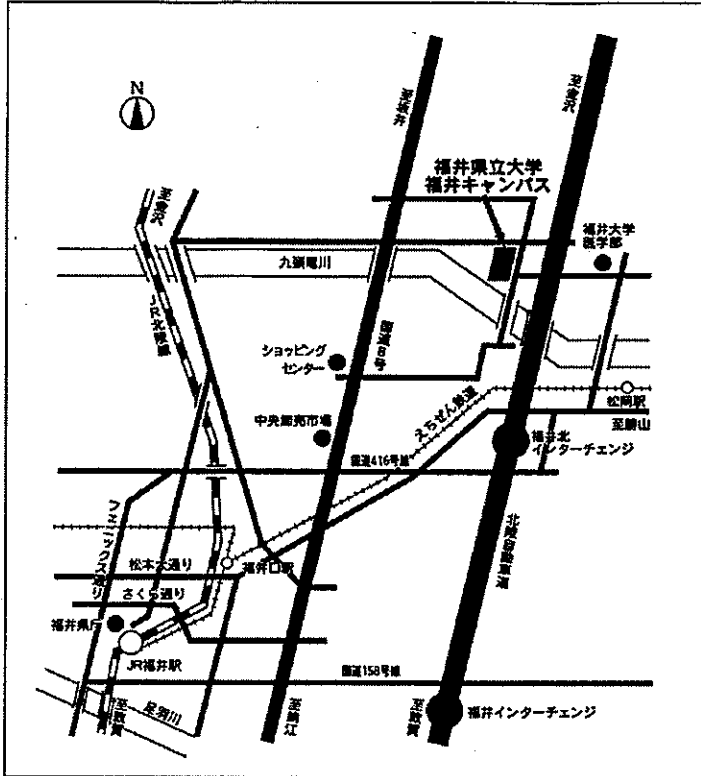 N
至坂井
至金沢
福井県立大学
福井キャンパス
至金沢
福井大学
医学部
九頭竜川
JR北陸線
国道8号
ショッピング
センター
えちぜん鉄道
松岡駅
至勝山
中央卸売市場
福井北
インターチェンジ
国道416号線
フェニックス通り
北陸自動車道
松本大通り
福井口駅
さくら通り
福井県庁
JR福井駅
国道158号線
足羽川
至敦賀
至鯖江
至敦賀
福井インターチェンジ